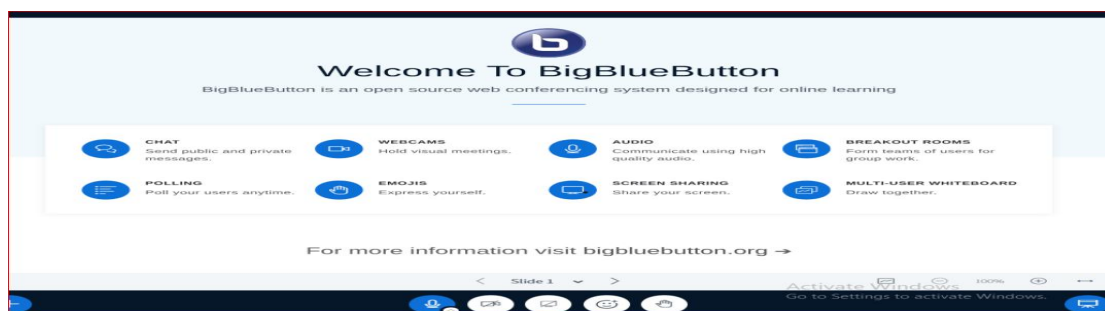 Welcome To BigBlueButton
BigBlueButton is an open source web conferencing system designed for online learning
CHAT
Send public and private
messages.
WEBCAMS
Hold visual meetings.
AUDIO
Communicate using high
quality audio.
BREAKOUT ROOMS
Form teams of users for
group work.
POLLING
Poll your users anytime.
EMOJIS
Express yourself.
SCREEN SHARING
Share your screen.
MULTI-USER WHITEBOARD
Draw together.
For more information visit bigbluebutton.org →
Slide 1
100%
Activate Windows
Go to Settings to activate Windows.